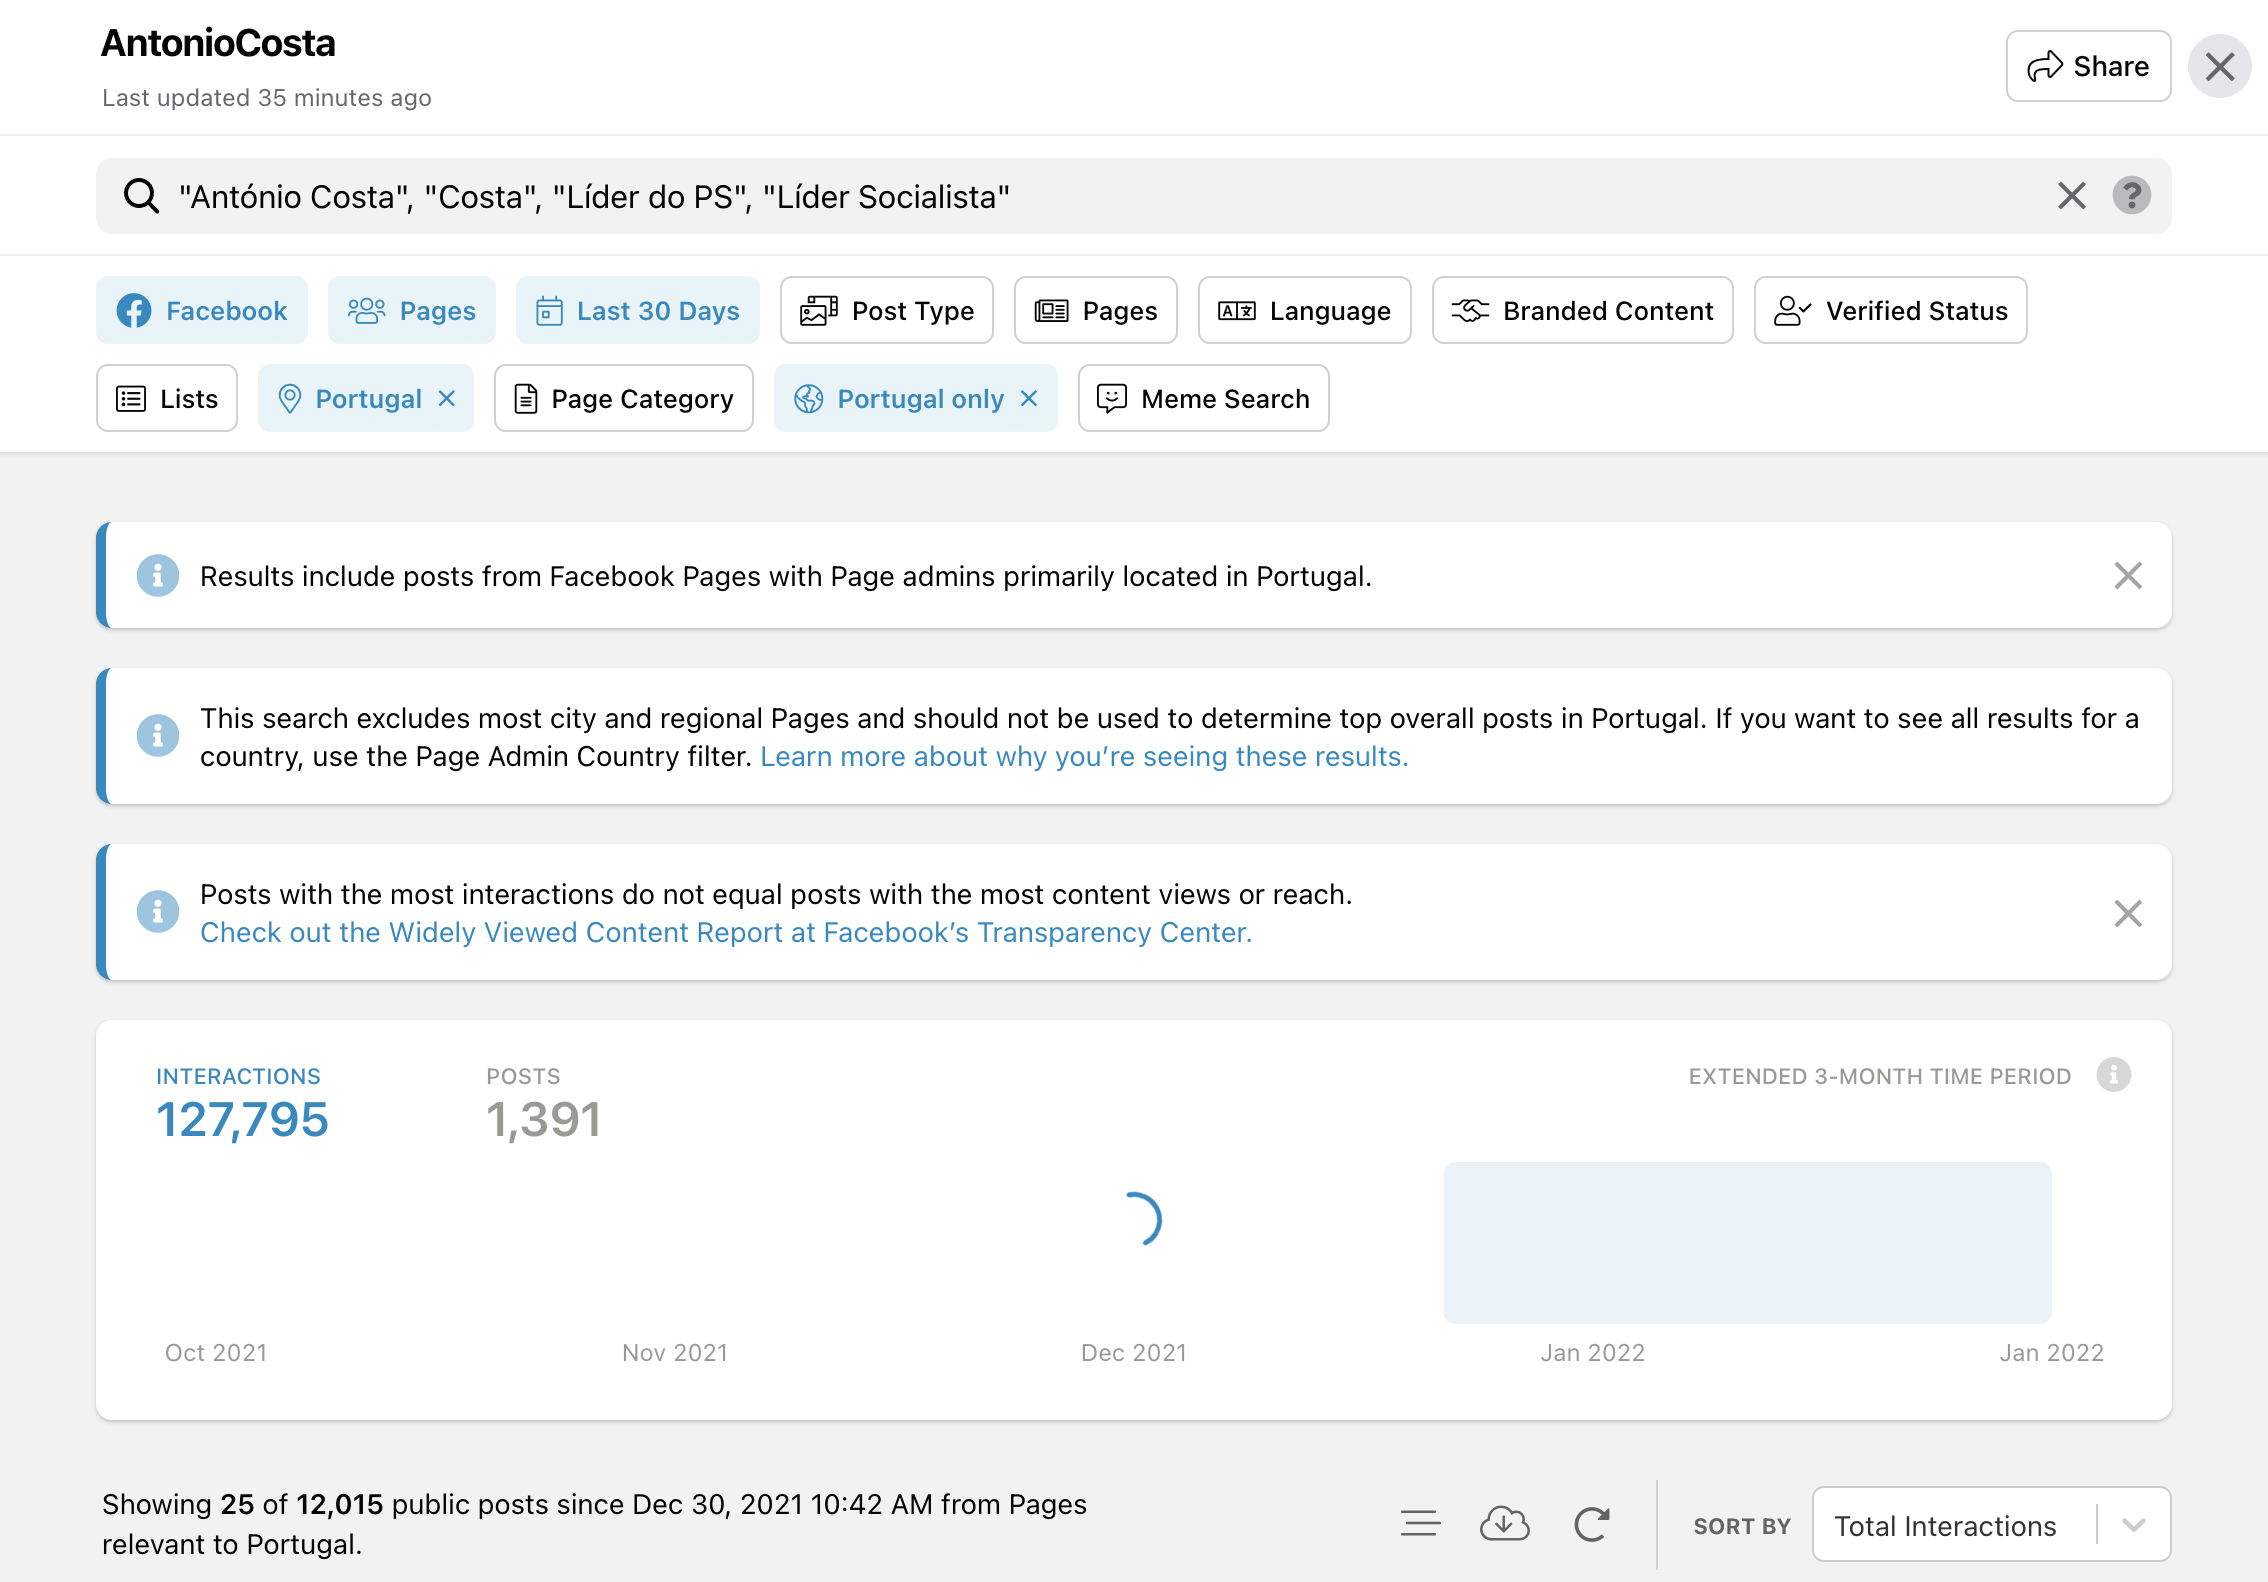 AntonioCosta
Last updated 35 minutes ago
Share
"António Costa", "Costa", "Líder do PS", "Líder Socialista"
Facebook
Pages
Last 30 Days
Post Type
Pages
Language
Branded Content
Verified Status
Lists
Portugal
Page Category
Portugal only
Meme Search
Results include posts from Facebook Pages with Page admins primarily located in Portugal.
This search excludes most city and regional Pages and should not be used to determine top overall posts in Portugal. If you want to see all results for a
country, use the Page Admin Country filter. Learn more about why you’re seeing these results.
Posts with the most interactions do not equal posts with the most content views or reach.
Check out the Widely Viewed Content Report at Facebook’s Transparency Center.
INTERACTIONS
127,795
POSTS
1,391
EXTENDED 3-MONTH TIME PERIOD
Oct 2021
Nov 2021
Dec 2021
Jan 2022
Jan 2022
Showing 25 of 12,015 public posts since Dec 30, 2021 10:42 AM from Pages
relevant to Portugal.
SORT BY
Total Interactions